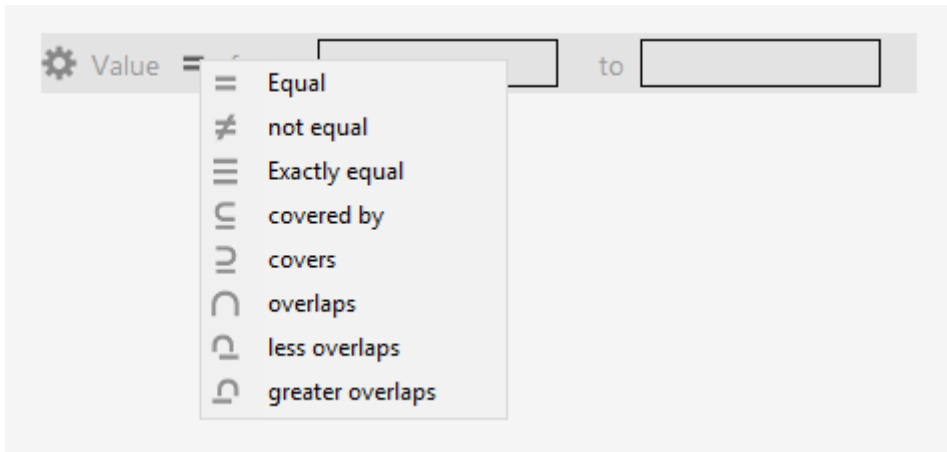 Value = to
= Equal
≠ not equal
≡ Exactly equal
⊆ covered by
⊇ covers
∩ overlaps
less overlaps
greater overlaps